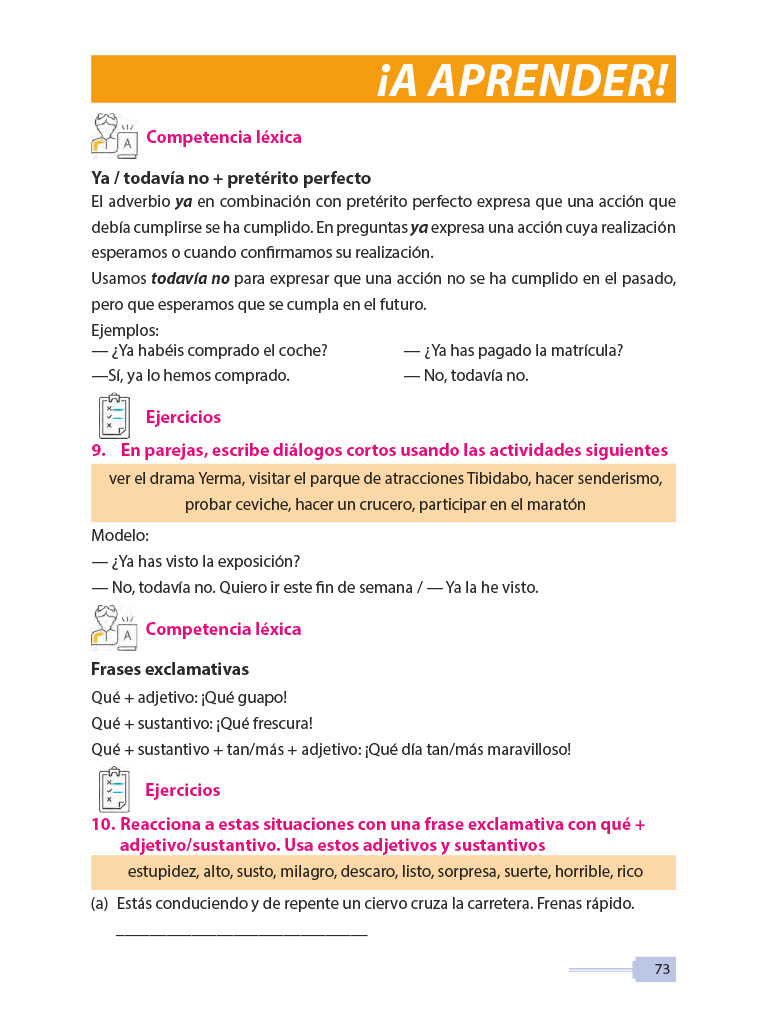 ¡A APRENDER!
A
Competencia léxica
Ya / todavía no + pretérito perfecto
El adverbio ya en combinación con pretérito perfecto expresa que una acción que
debía cumplirse se ha cumplido. En preguntas ya expresa una acción cuya realización
esperamos o cuando confirmamos su realización.
Usamos todavía no para expresar que una acción no se ha cumplido en el pasado,
pero que esperamos que se cumpla en el futuro.
Ejemplos:
— ¿Ya habéis comprado el coche?
—Sí, ya lo hemos comprado.
— ¿Ya has pagado la matrícula?
— No, todavía no.
Ejercicios
9. En parejas, escribe diálogos cortos usando las actividades siguientes
ver el drama Yerma, visitar el parque de atracciones Tibidabo, hacer senderismo,
probar ceviche, hacer un crucero, participar en el maratón
Modelo:
— ¿Ya has visto la exposición?
— No, todavía no. Quiero ir este fin de semana / — Ya la he visto.
A
Competencia léxica
Frases exclamativas
Qué + adjetivo: ¡Qué guapo!
Qué + sustantivo: ¡Qué frescura!
Qué + sustantivo + tan/más + adjetivo: ¡Qué día tan/más maravilloso!
Ejercicios
10. Reacciona a estas situaciones con una frase exclamativa con qué +
adjetivo/sustantivo. Usa estos adjetivos y sustantivos
estupidez, alto, susto, milagro, descaro, listo, sorpresa, suerte, horrible, rico
(a) Estás conduciendo y de repente un ciervo cruza la carretera. Frenas rápido.
______________________________
73